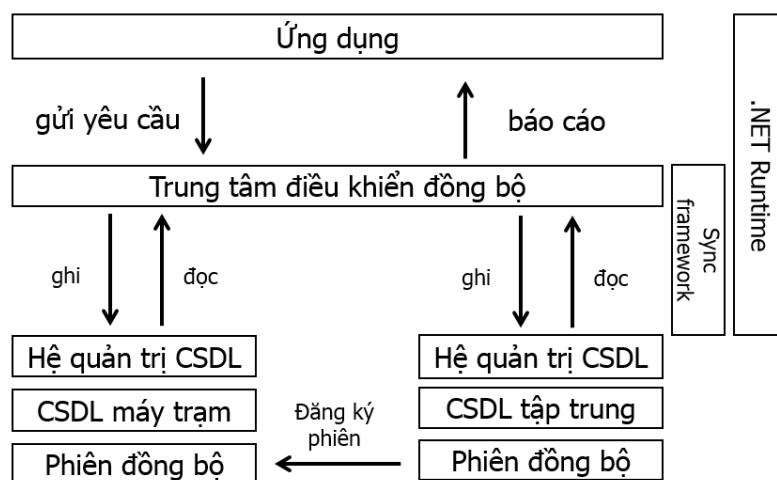 Ứng dụng
gửi yêu cầu
báo cáo
.NET Runtime
Trung tâm điều khiển đồng bộ
Sync
framework
ghi
đọc
ghi
đọc
Hệ quản trị CSDL
Hệ quản trị CSDL
CSDL máy trạm
Đăng ký
phiên
CSDL tập trung
Phiên đồng bộ
Phiên đồng bộ